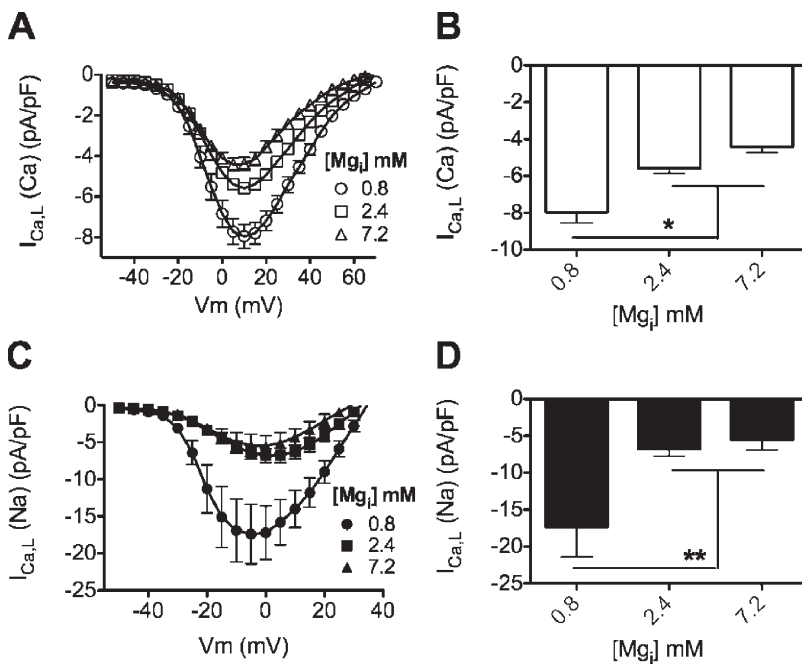 A
I_Ca,L (Ca) (pA/pF)
0
-2
-4
-6
-8
-40 -20 0 20 40 60
Vm (mV)
[Mg_i] mM
0.8
2.4
7.2
B
I_Ca,L (Ca) (pA/pF)
0
-2
-4
-6
-8
-10
*
0.8 2.4 7.2
[Mg_i] mM
C
I_Ca,L (Na) (pA/pF)
0
-5
-10
-15
-20
-25
-40 -20 0 20 40
Vm (mV)
[Mg_i] mM
0.8
2.4
7.2
D
I_Ca,L (Na) (pA/pF)
0
-5
-10
-15
-20
-25
**
0.8 2.4 7.2
[Mg_i] mM